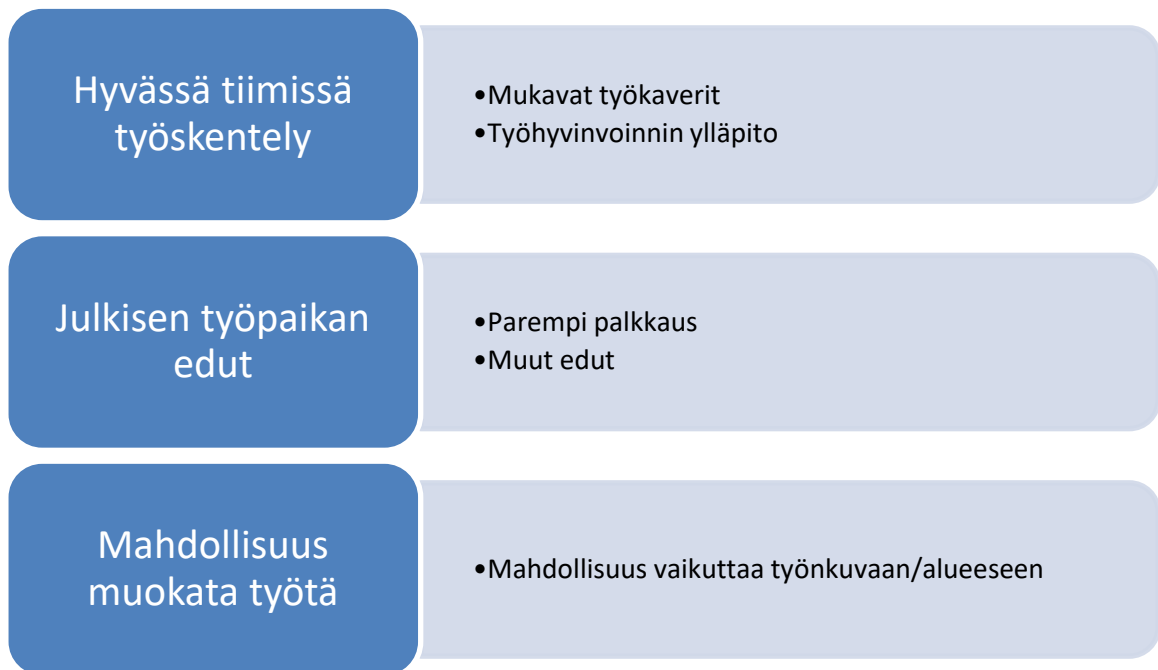 Hyvässä tiimissä
työskentely
•Mukavat työkaverit
•Työhyvinvoinnin ylläpito
Julkisen työpaikan
edut
•Parempi palkkaus
•Muut edut
Mahdollisuus
muokata työtä
•Mahdollisuus vaikuttaa työnkuvaan/alueeseen